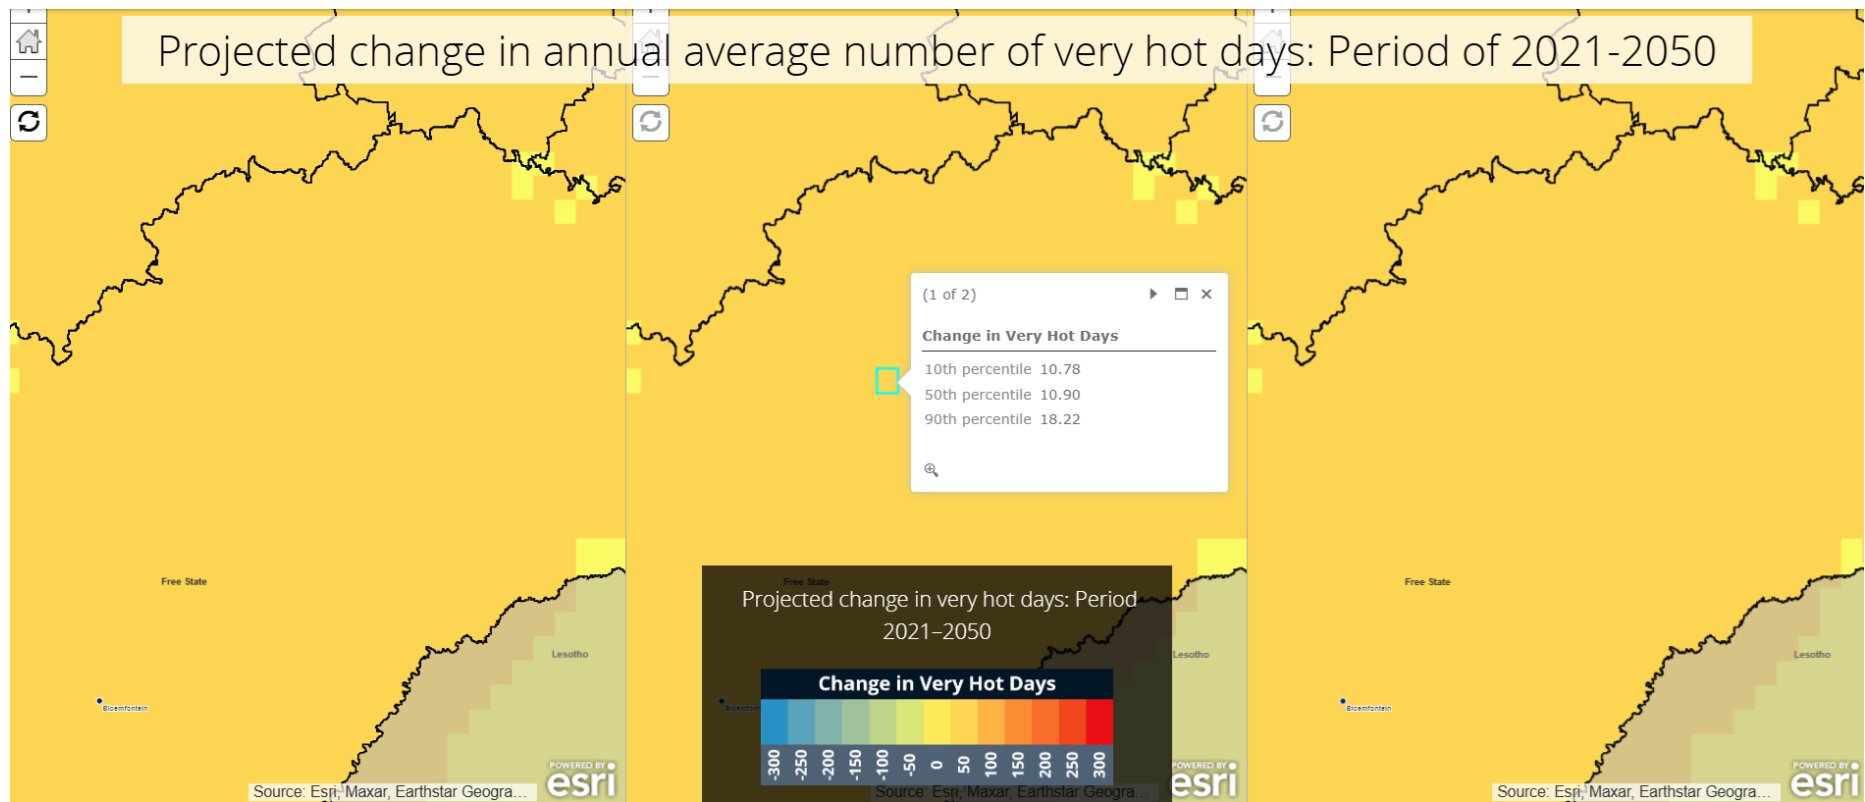 Projected change in annual average number of very hot days: Period of 2021-2050
(1 of 2)
Change in Very Hot Days
10th percentile 10.78
50th percentile 10.90
90th percentile 18.22
Free State
Free State
Free State
Projected change in very hot days: Period
2021–2050
Lesotho
Lesotho
Lesotho
Change in Very Hot Days
Bloemfontein
Bloemfontein
-300 -250 -200 -150 -100 -50 0 50 100 150 200 250 300
POWERED BY
esri
POWERED BY
esri
POWERED BY
esri
Source: Esri, Maxar, Earthstar Geogra...
Source: Esri, Maxar, Earthstar Geogra...
Source: Esri, Maxar, Earthstar Geogra...